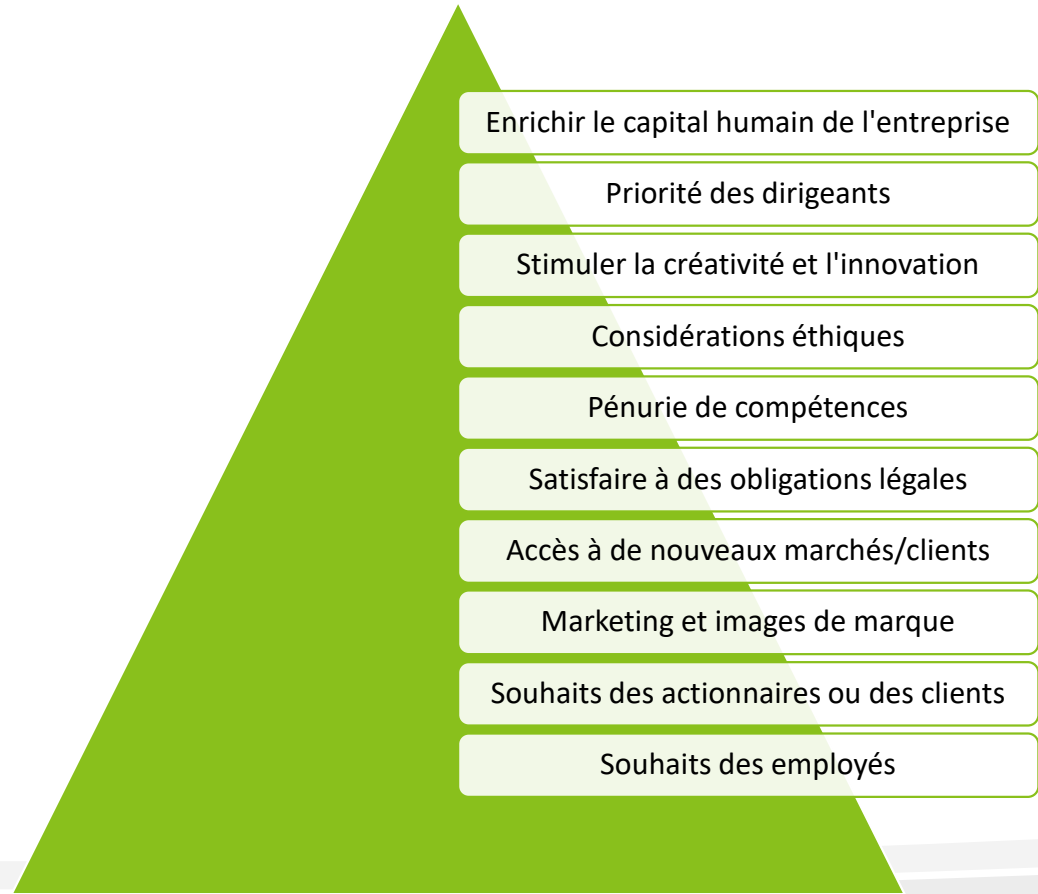 Enrichir le capital humain de l'entreprise
Priorité des dirigeants
Stimuler la créativité et l'innovation
Considérations éthiques
Pénurie de compétences
Satisfaire à des obligations légales
Accès à de nouveaux marchés/clients
Marketing et images de marque
Souhaits des actionnaires ou des clients
Souhaits des employés